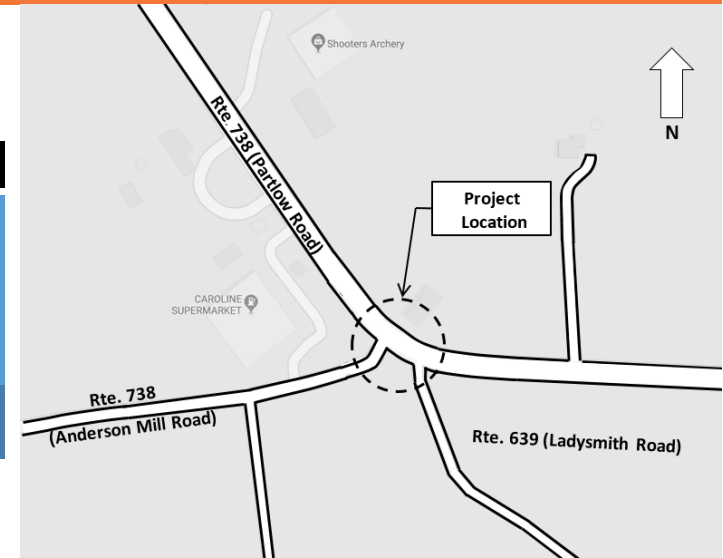 Shooters Archery
N
Rte. 738 (Partlow Road)
Project
Location
CAROLINE
SUPERMARKET
Rte. 738
(Anderson Mill Road)
Rte. 639 (Ladysmith Road)